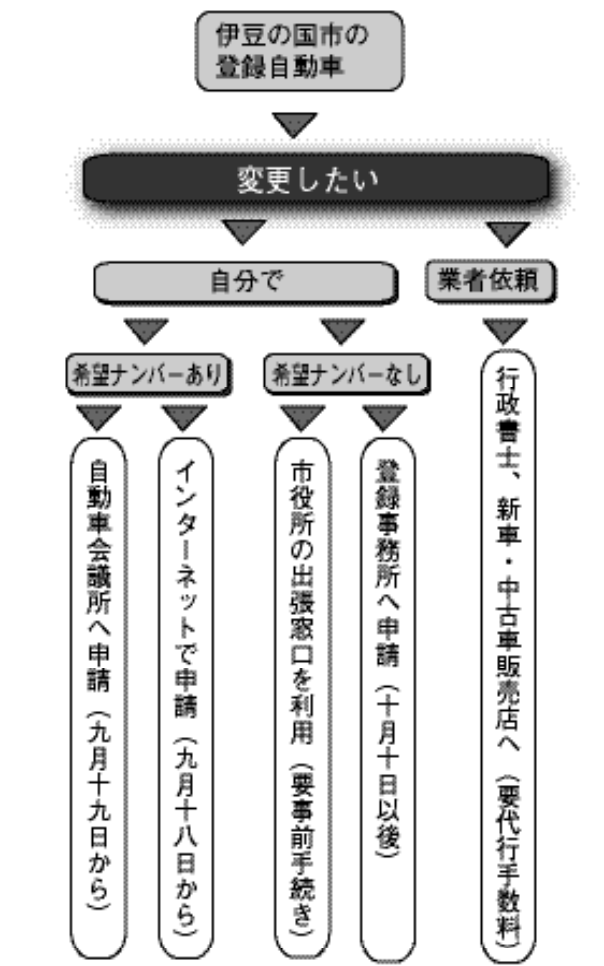 伊豆の国市の
登録自動車
変更したい
自分で
業者依頼
希望ナンバーあり
希望ナンバーなし
自動車会議所へ申請（九月十九日から）
インターネットで申請（九月十八日から）
市役所の出張窓口を利用（要事前手続き）
登録事務所へ申請（十月十日以後）
行政書士、新車・中古車販売店へ（要代行手数料）